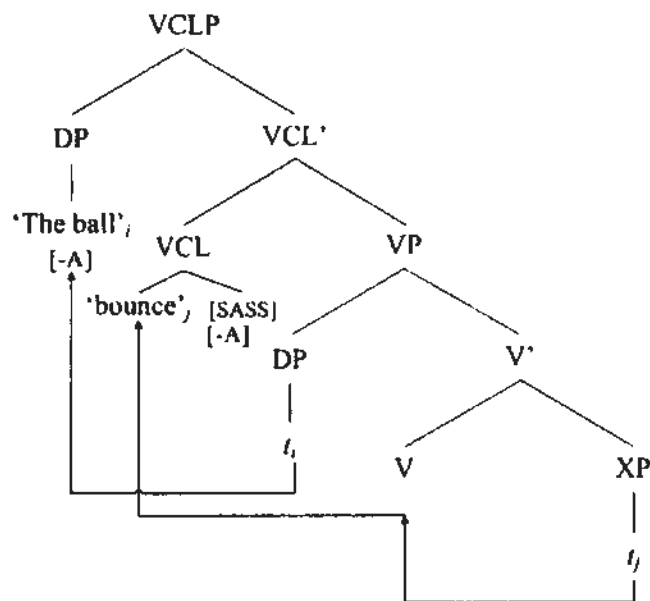 VCLP
DP VCL'
'The ball'i VCL VP
[-A]
'bounce'j [SASS]
[-A] DP V'
ti V XP
tj